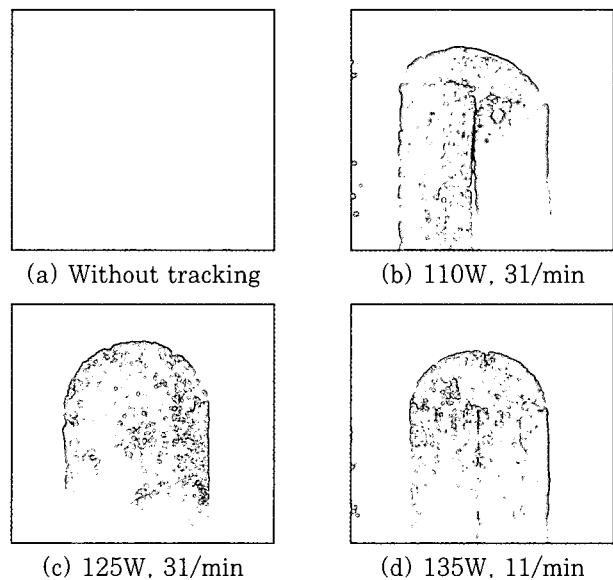 (a) Without tracking
(b) 110W, 31/min
(c) 125W, 31/min
(d) 135W, 11/min